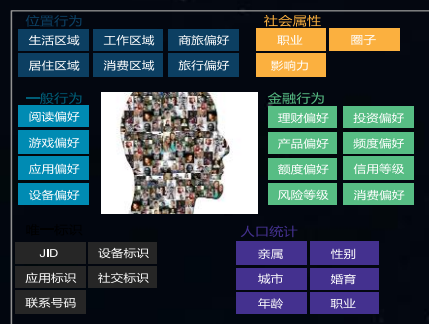 位置行为
生活区域 工作区域 商旅偏好
居住区域 消费区域 旅行偏好
社会属性
职业 圈子
影响力
一般行为
阅读偏好
游戏偏好
应用偏好
设备偏好
金融行为
理财偏好 投资偏好
产品偏好 频度偏好
额度偏好 信用等级
风险等级 消费偏好
统一标识
JID 设备标识
应用标识 社交标识
联系号码
人口统计
亲属 性别
城市 婚育
年龄 职业